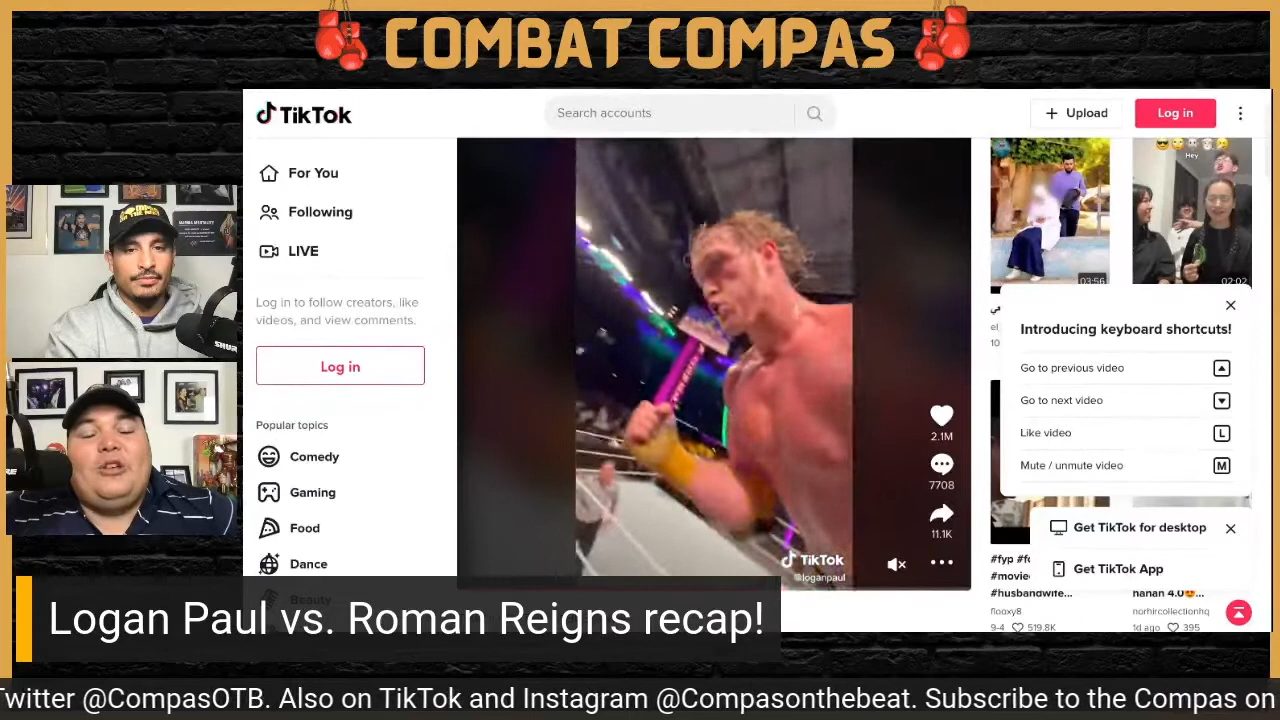 COMBAT COMPAS
TikTok
Search accounts
Upload
Log in
For You
Following
LIVE
Log in to follow creators, like
videos, and view comments.
Log in
Popular topics
Comedy
Gaming
Food
Dance
Beauty
2.1M
7708
11.1K
TikTok
@loganpaul
Hey
03:56
02:02
Introducing keyboard shortcuts!
Go to previous video
Go to next video
Like video
L
Mute / unmute video
M
Get TikTok for desktop
Get TikTok App
#movie
#husbandwife...
flooxy8
9-4
519.8K
hanan 4.0
norhircollectionhq
1d ago
395
SHUR
Logan Paul vs. Roman Reigns recap!
Twitter @CompasOTB. Also on TikTok and Instagram @Compasonthebeat. Subscribe to the Compas on